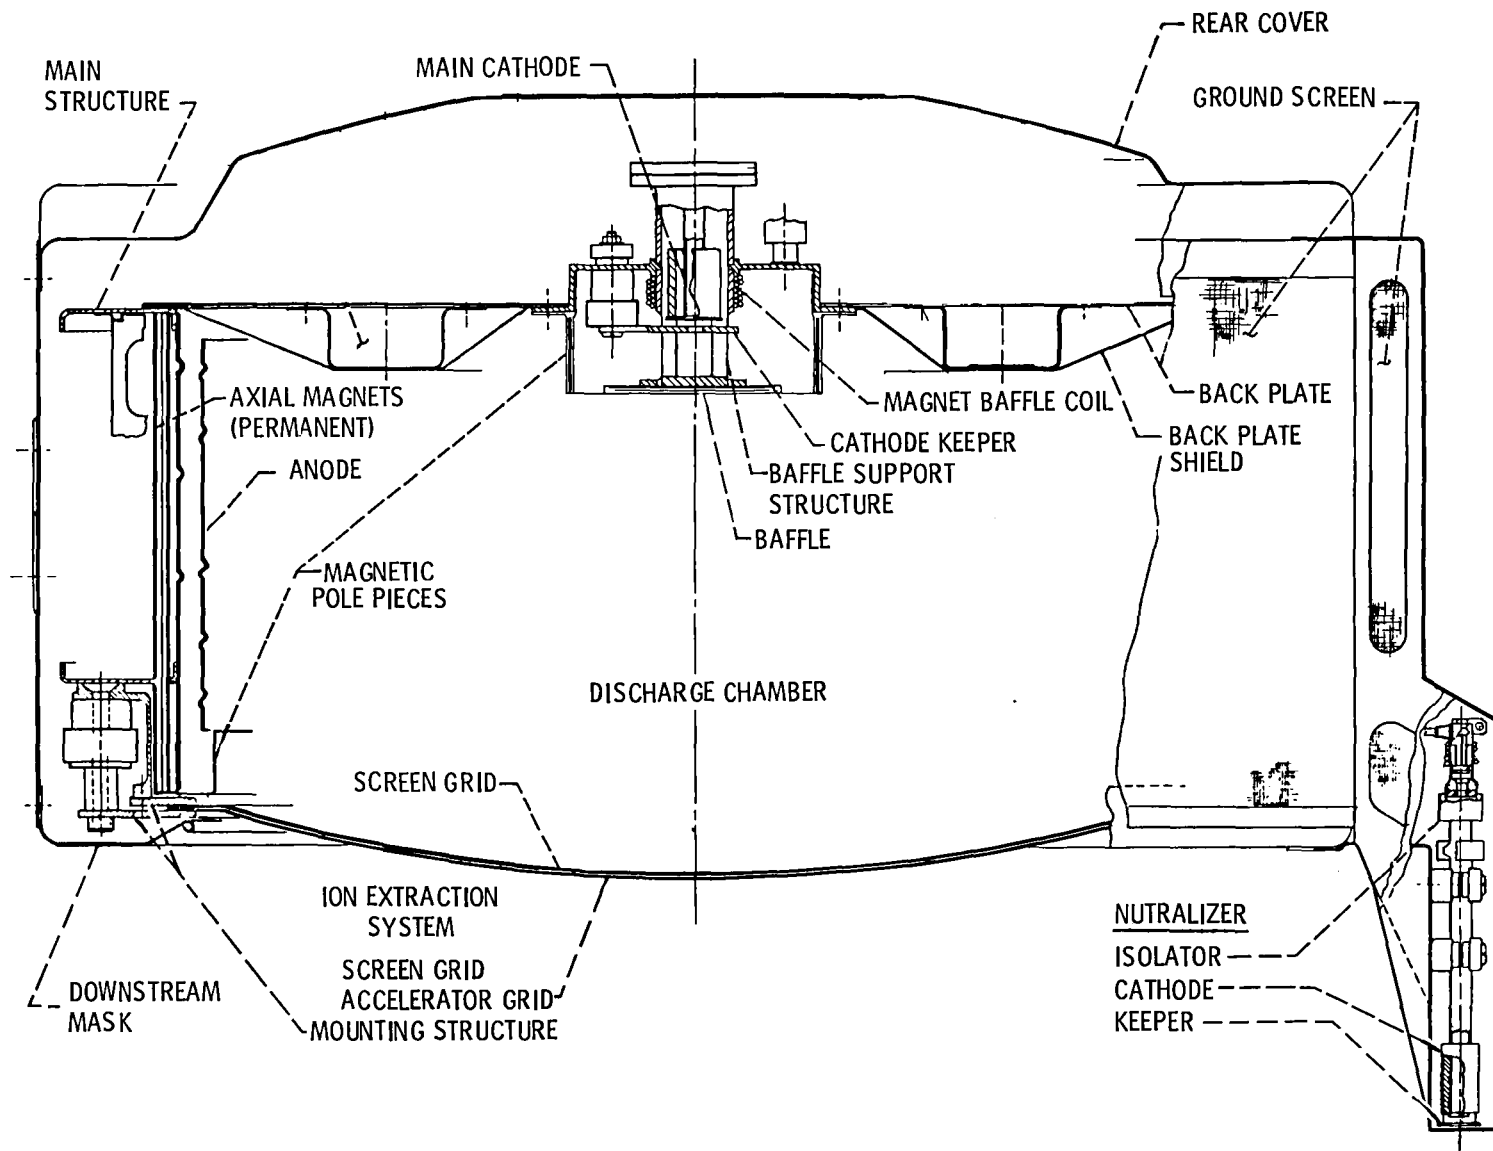 REAR COVER
MAIN
STRUCTURE
MAIN CATHODE
GROUND SCREEN
AXIAL MAGNETS
(PERMANENT)
ANODE
MAGNETIC
POLE PIECES
MAGNET BAFFLE COIL
CATHODE KEEPER
BAFFLE SUPPORT
STRUCTURE
BAFFLE
BACK PLATE
BACK PLATE
SHIELD
DISCHARGE CHAMBER
SCREEN GRID
ION EXTRACTION
SYSTEM
SCREEN GRID
ACCELERATOR GRID
MOUNTING STRUCTURE
DOWNSTREAM
MASK
NUTRALIZER
ISOLATOR
CATHODE
KEEPER